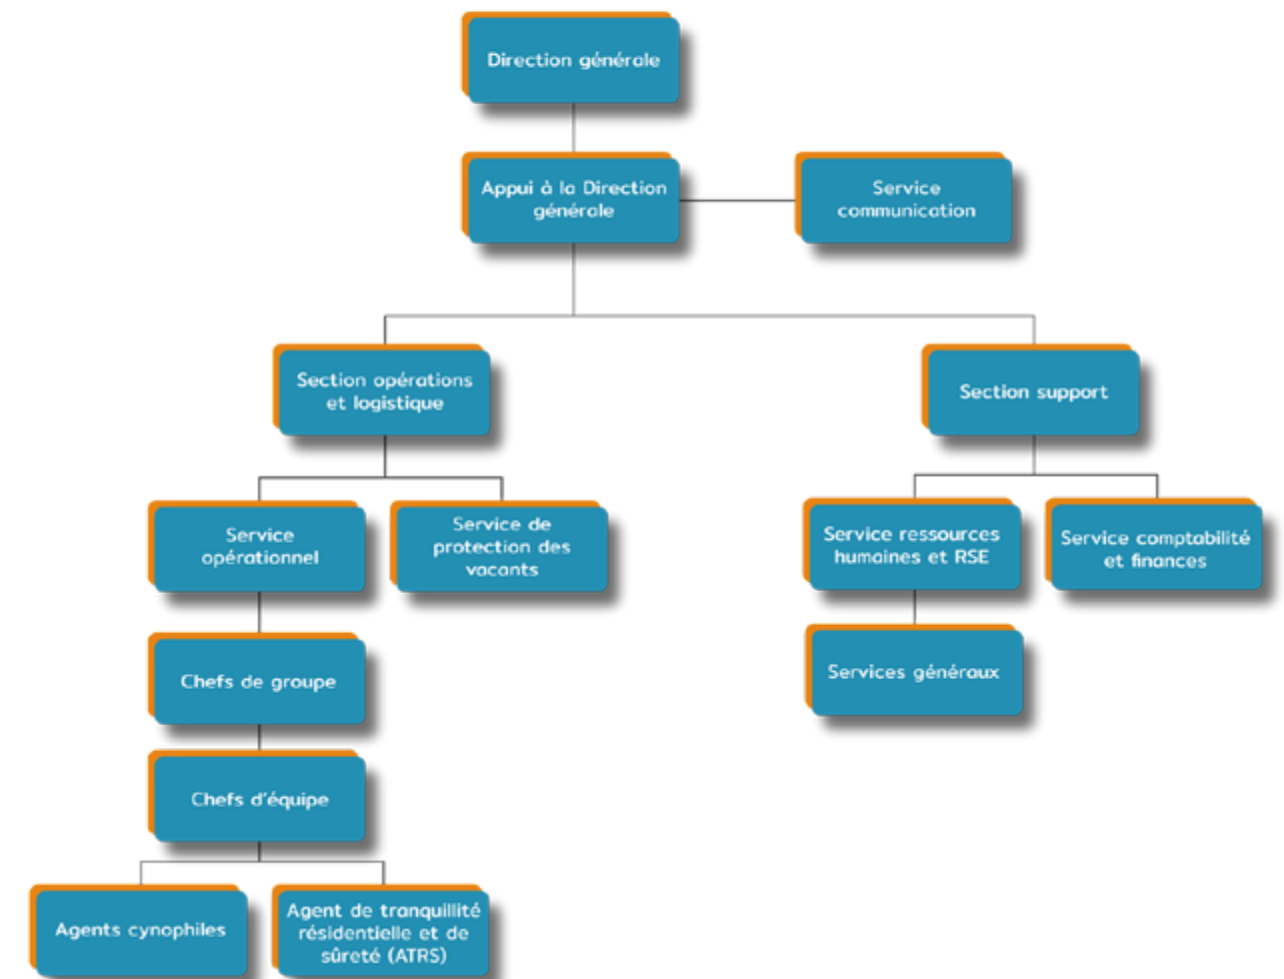 Direction générale
Appui à la Direction
générale
Service
communication
Section opérations
et logistique
Section support
Service
opérationnel
Service de
protection des
vacants
Service ressources
humaines et RSE
Service comptabilité
et finances
Chefs de groupe
Services généraux
Chefs d'équipe
Agents cynophiles
Agent de tranquillité
résidentielle et de
sûreté (ATRS)